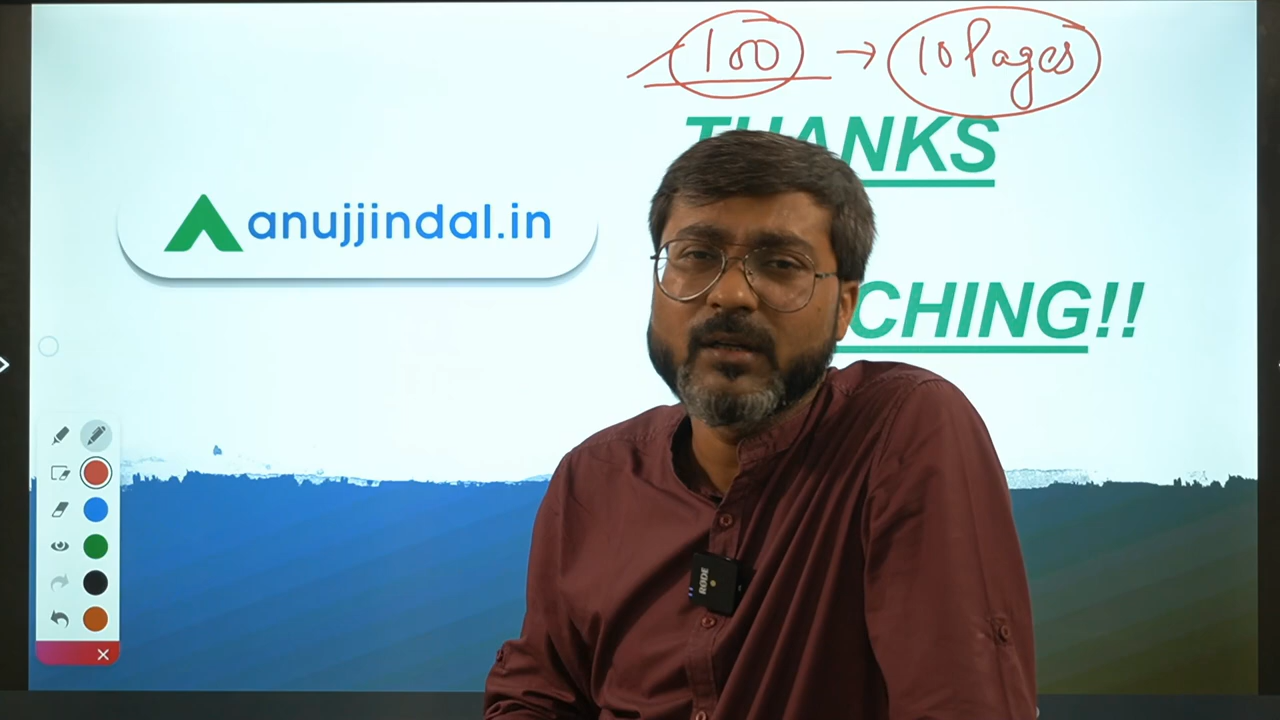 100 → 10 Pages
THANKS
anujjindal.in
CHING!!
RODE